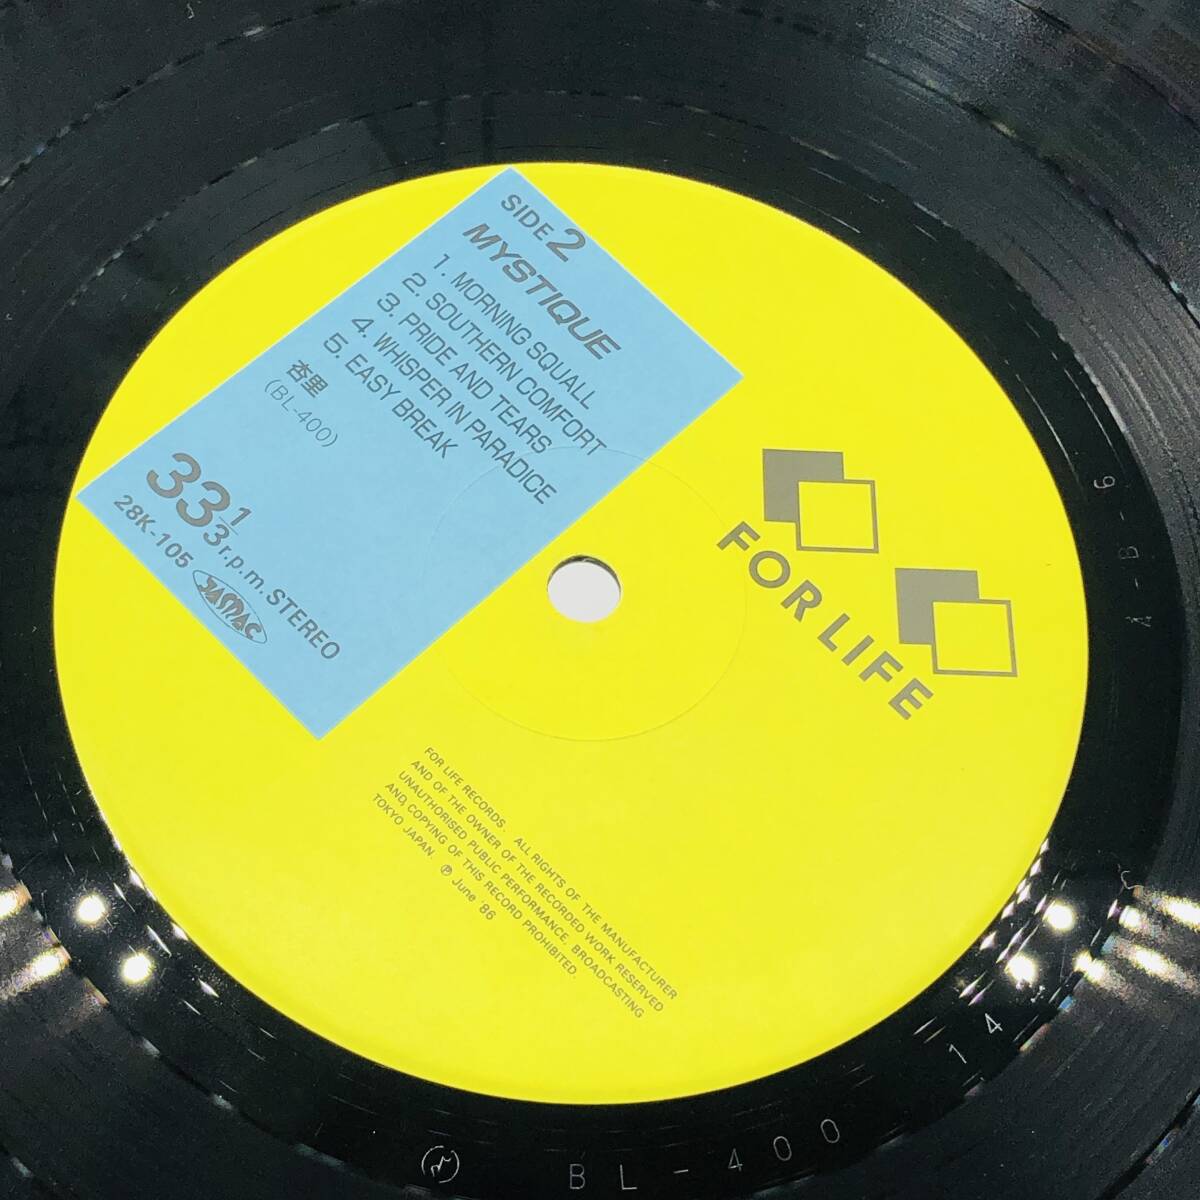 SIDE 2
MYSTIQUE
1. MORNING SQUALL
2. SOUTHERN COMFORT
3. PRIDE AND TEARS
4. WHISPER IN PARADICE
5. EASY BREAK
杏里
(BL-400)
33 1/3 r.p.m. STEREO
28K-105 JASRAC
FOR LIFE
FOR LIFE RECORDS. ALL RIGHTS OF THE MANUFACTURER
AND OF THE OWNER OF THE RECORDED WORK RESERVED
UNAUTHORISED PUBLIC PERFORMANCE. BROADCASTING
AND, COPYING OF THIS RECORD PROHIBITED.
TOKYO JAPAN. ℗ June '86
BL-400
14
A-B-6